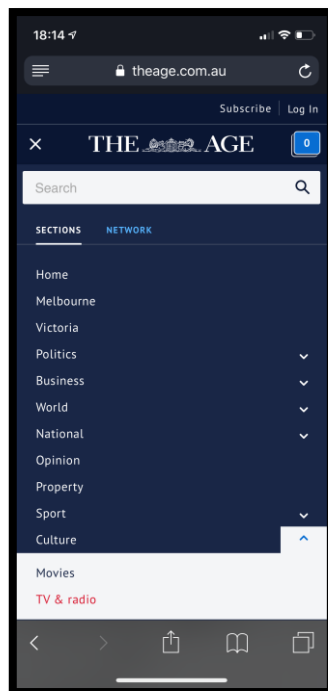 18:14
theage.com.au
Subscribe | Log In
THE AGE
0
Search
SECTIONS NETWORK
Home
Melbourne
Victoria
Politics
Business
World
National
Opinion
Property
Sport
Culture
Movies
TV & radio